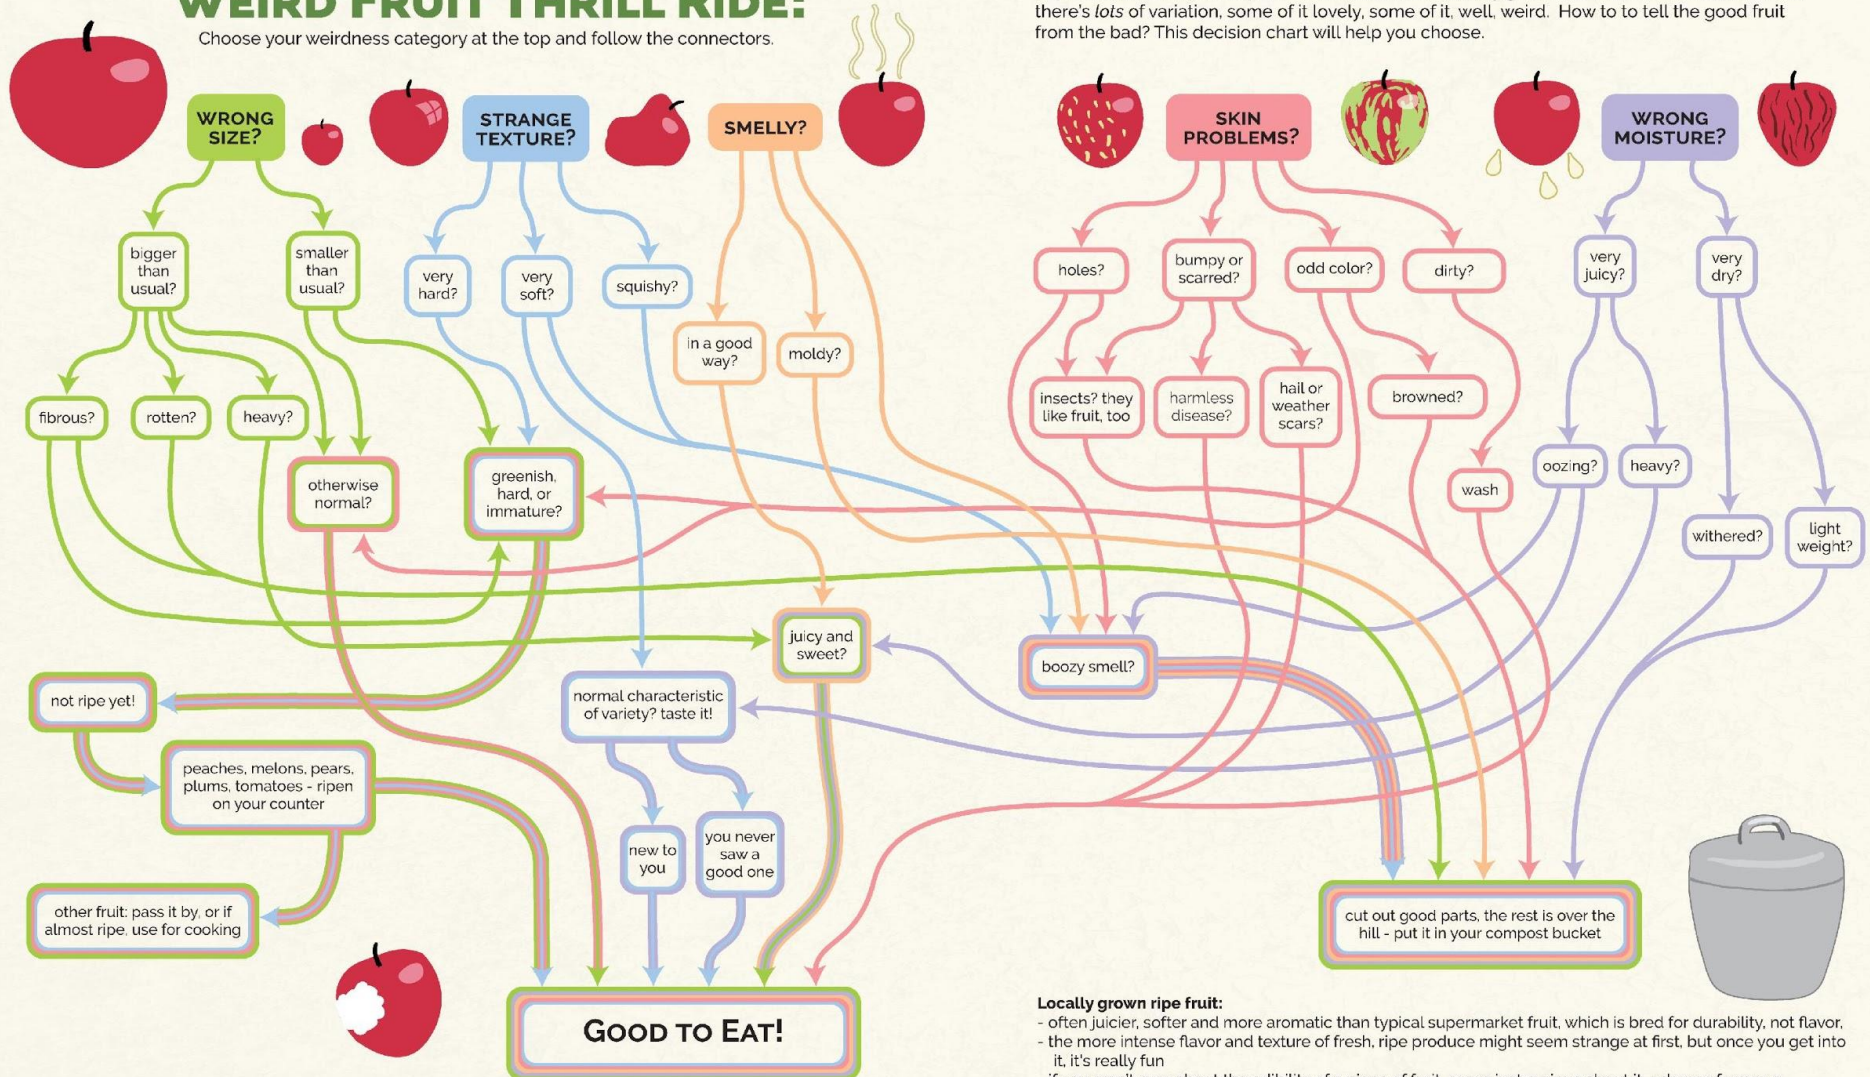 WEIRD FRUIT THRILL RIDE:
Choose your weirdness category at the top and follow the connectors.
there's lots of variation, some of it lovely, some of it, well, weird. How to to tell the good fruit
from the bad? This decision chart will help you choose.
WRONG
SIZE?
STRANGE
TEXTURE?
SMELLY?
SKIN
PROBLEMS?
WRONG
MOISTURE?
bigger
than
usual?
smaller
than
usual?
very
hard?
very
soft?
squishy?
holes?
bumpy or
scarred?
odd color?
dirty?
very
juicy?
very
dry?
in a good
way?
moldy?
fibrous?
rotten?
heavy?
insects? they
like fruit, too
harmless
disease?
hail or
weather
scars?
browned?
otherwise
normal?
greenish,
hard, or
immature?
wash
oozing?
heavy?
withered?
light
weight?
juicy and
sweet?
boozy smell?
not ripe yet!
normal characteristic
of variety? taste it!
peaches, melons, pears,
plums, tomatoes - ripen
on your counter
new to
you
you never
saw a
good one
other fruit: pass it by, or if
almost ripe, use for cooking
cut out good parts, the rest is over the
hill - put it in your compost bucket
GOOD TO EAT!
Locally grown ripe fruit:
- often juicier, softer and more aromatic than typical supermarket fruit, which is bred for durability, not flavor,
- the more intense flavor and texture of fresh, ripe produce might seem strange at first, but once you get into
it, it's really fun